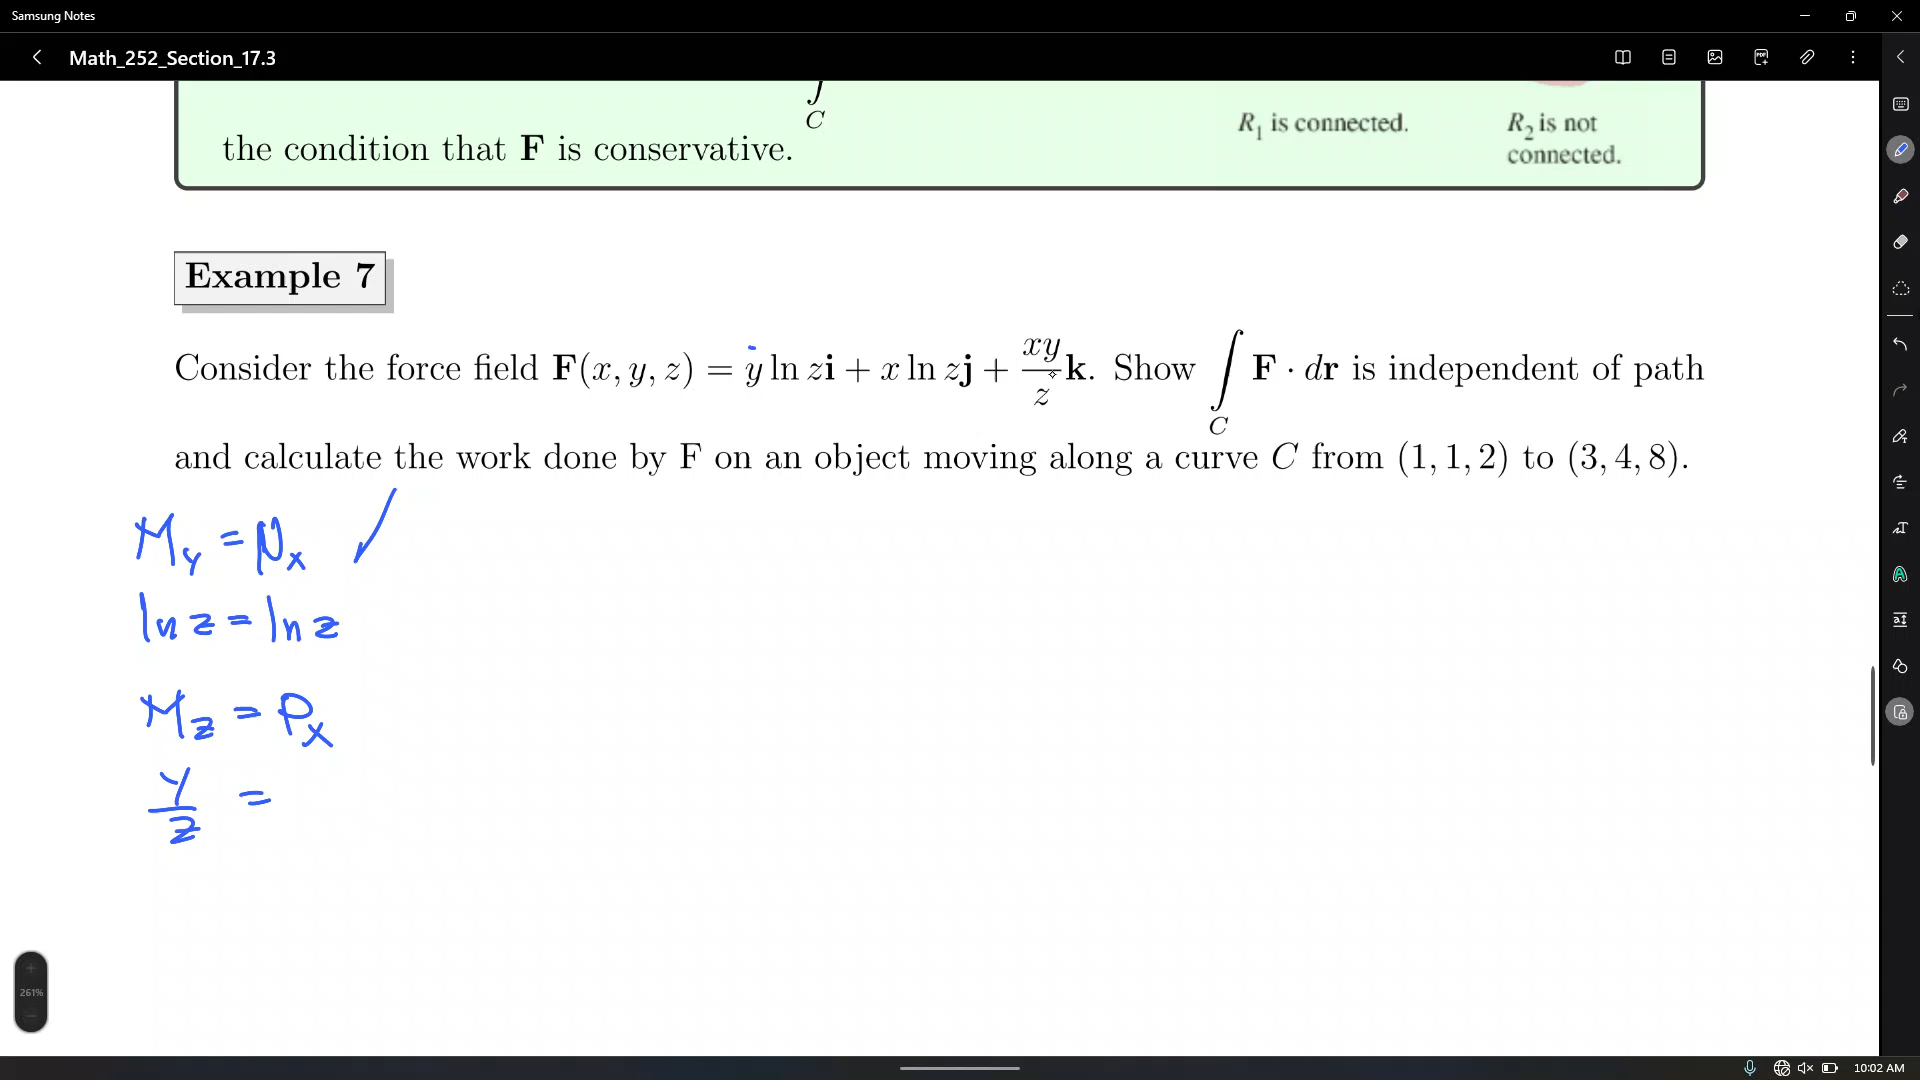 Samsung Notes
Math_252_Section_17.3
∫
C
R₁ is connected.
R₂ is not
connected.
the condition that F is conservative.
Example 7
Consider the force field F(x, y, z) = y ln zi + x ln zj + xy/z k. Show ∫_C F · dr is independent of path
and calculate the work done by F on an object moving along a curve C from (1, 1, 2) to (3, 4, 8).
M_y = N_x ✓
ln z = ln z
M_z = P_x
y/z =
261%
10:02 AM